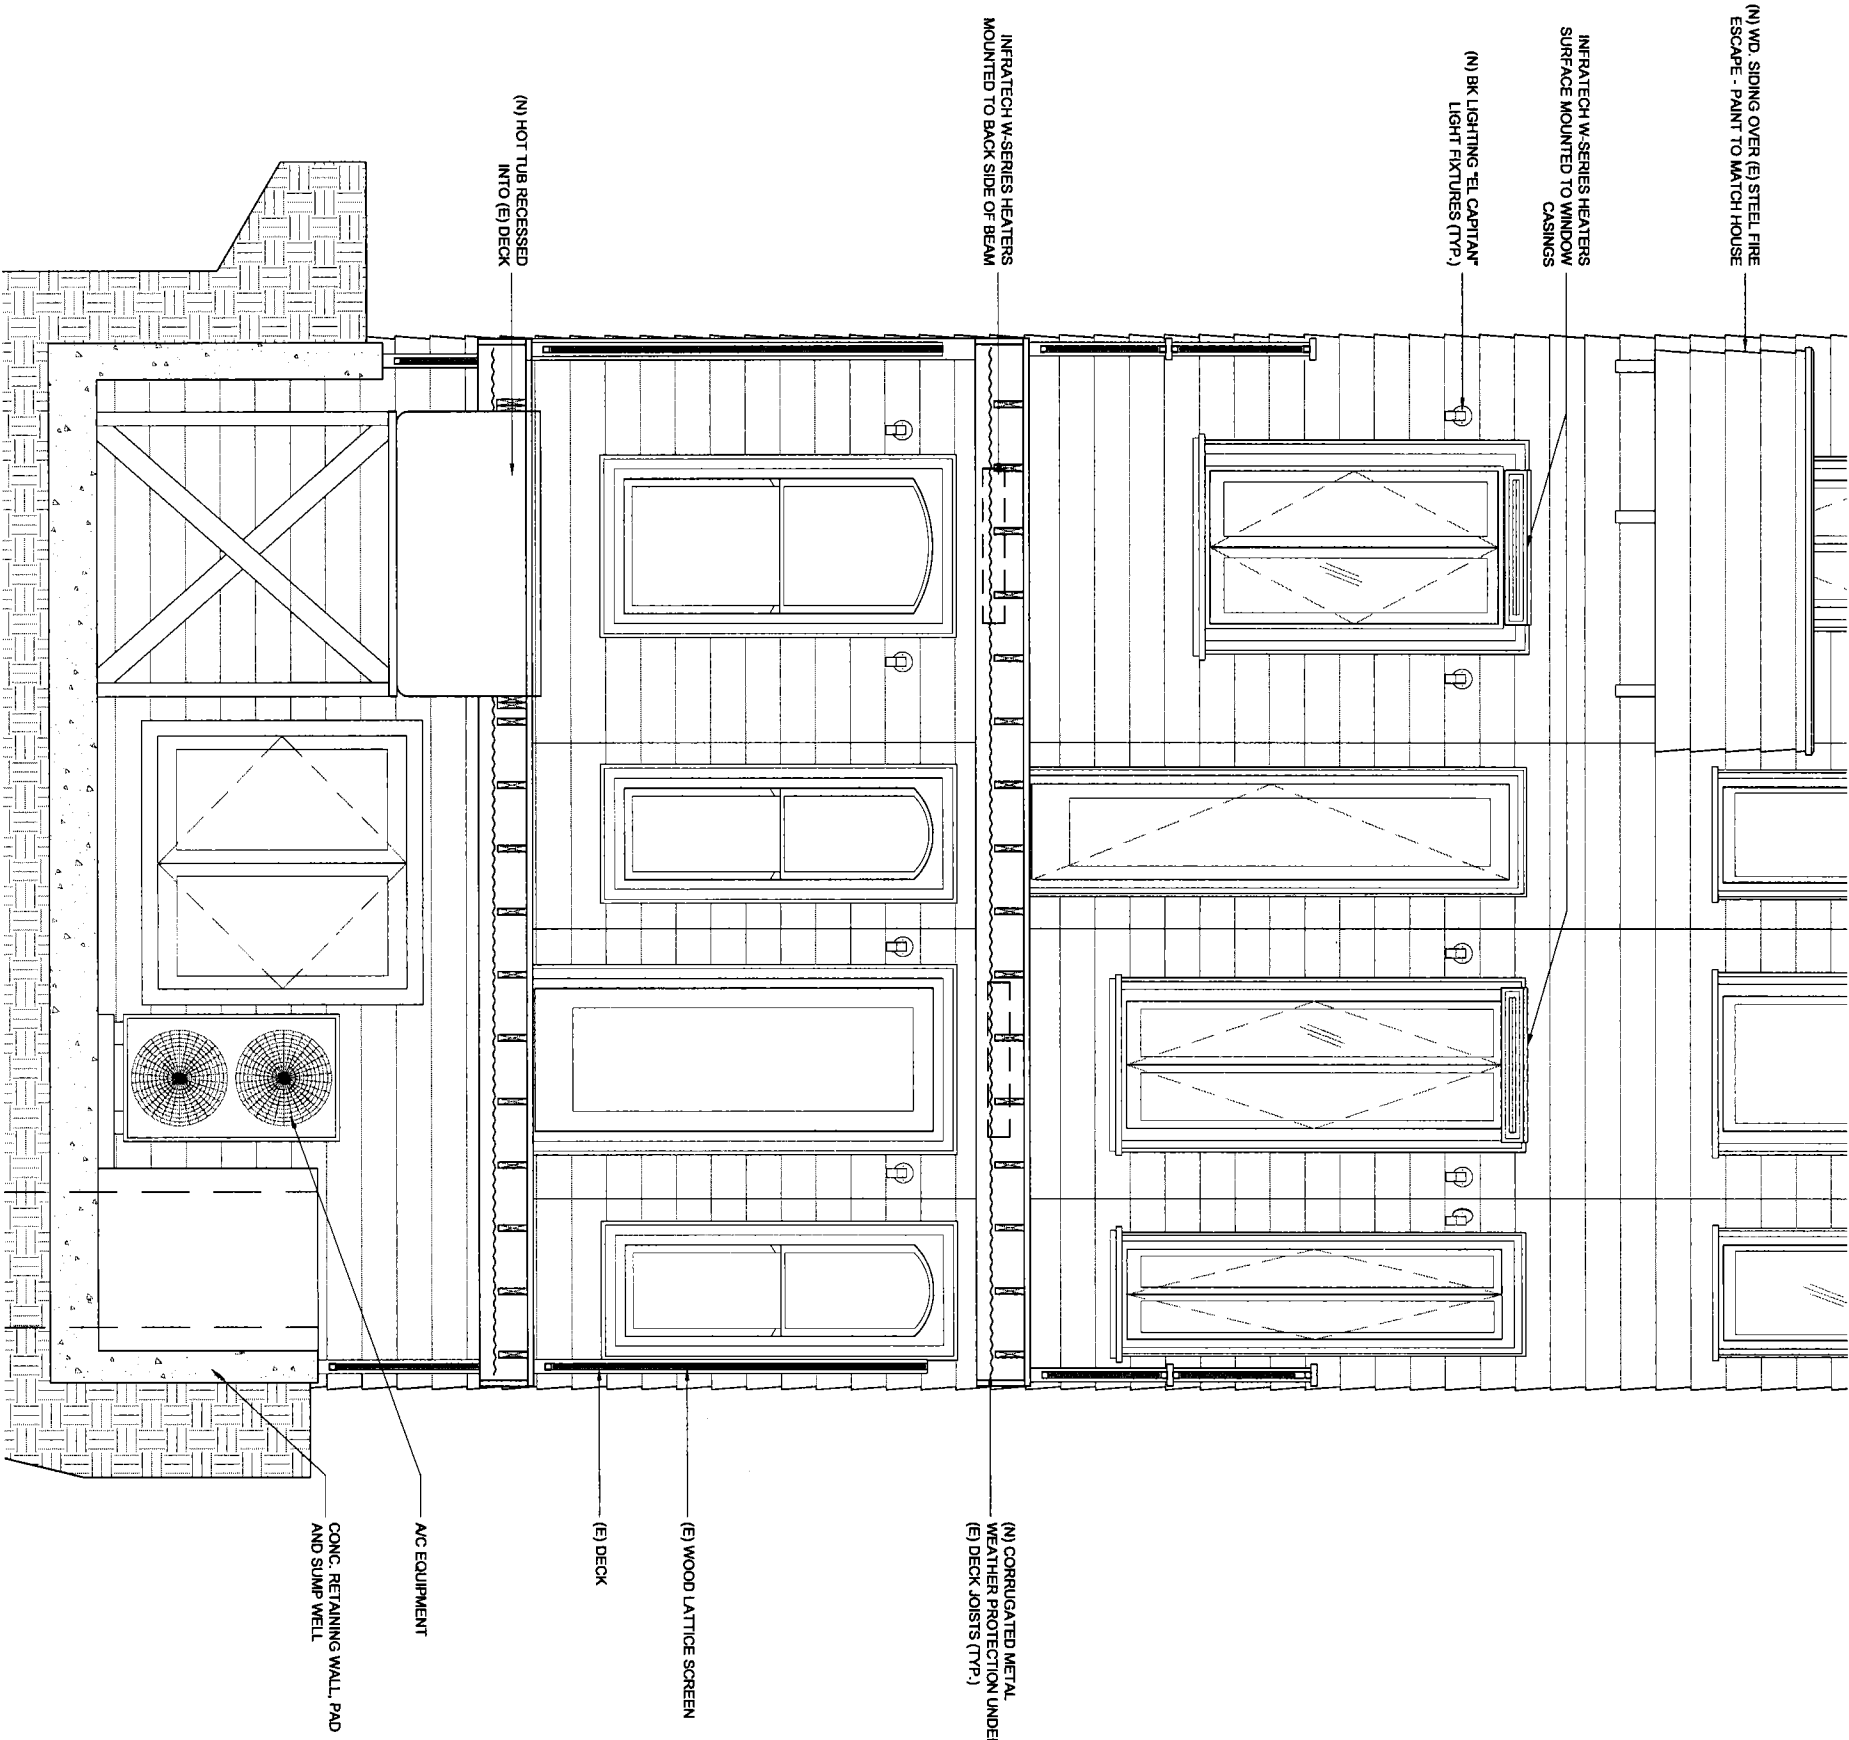 (N) WD. SIDING OVER (E) STEEL FIRE
ESCAPE - PAINT TO MATCH HOUSE
INFRATECH W-SERIES HEATERS
SURFACE MOUNTED TO WINDOW
CASINGS
(N) BK LIGHTING "EL CAPITAN"
LIGHT FIXTURES (TYP.)
INFRATECH W-SERIES HEATERS
MOUNTED TO BACK SIDE OF BEAM
(N) HOT TUB RECESSED
INTO (E) DECK
(N) CORRUGATED METAL
WEATHER PROTECTION UNDE
(E) DECK JOISTS (TYP.)
(E) WOOD LATTICE SCREEN
(E) DECK
A/C EQUIPMENT
CONC. RETAINING WALL, PAD
AND SUMP WELL